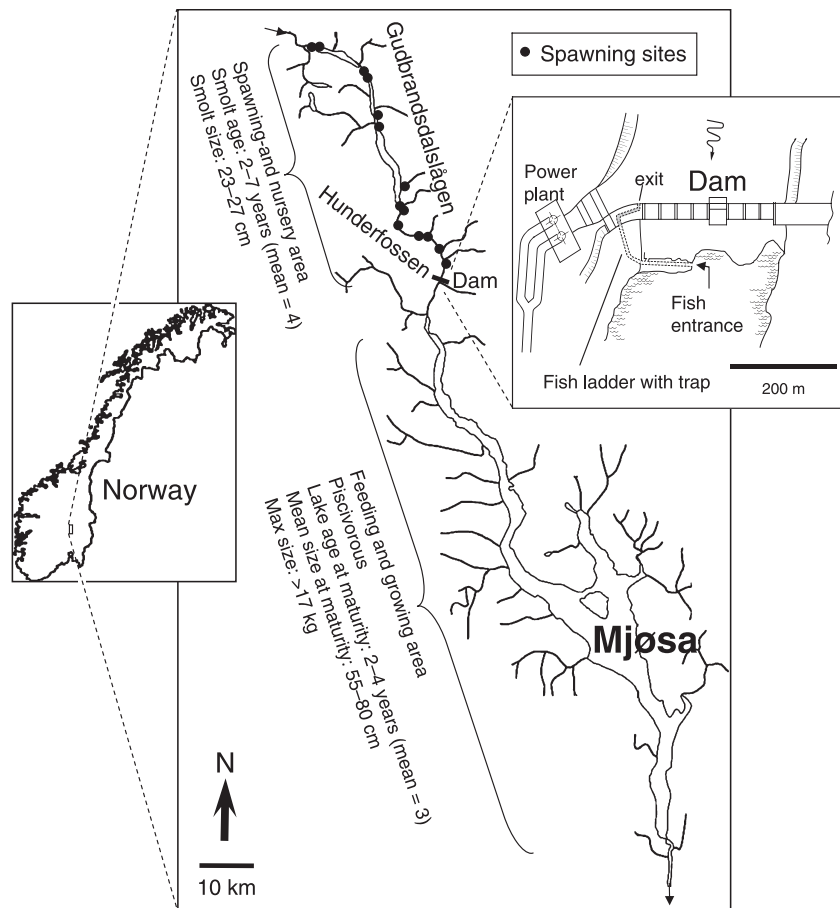 Spawning sites
Gudbrandsdalslågen
Spawning-and nursery area
Smolt age: 2–7 years (mean = 4)
Smolt size: 23–27 cm
Hunderfossen
Dam
Power
plant
exit
Dam
Fish
entrance
Fish ladder with trap
200 m
Norway
Feeding and growing area
Piscivorous
Lake age at maturity: 2–4 years (mean = 3)
Mean size at maturity: 55–80 cm
Max size: >17 kg
Mjøsa
N
10 km